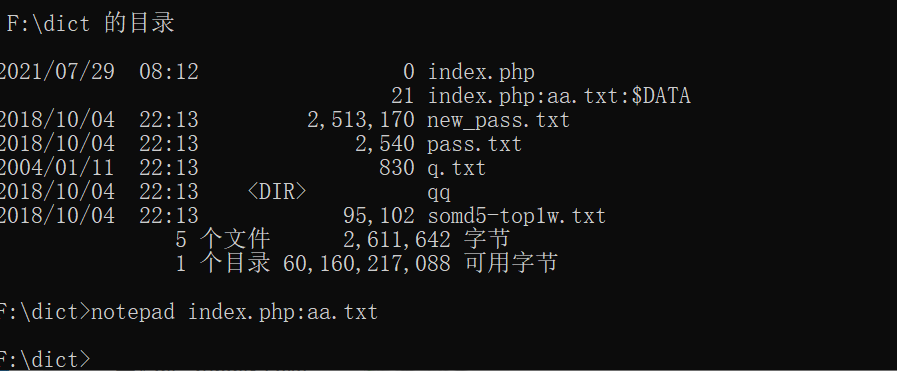 F:\dict 的目录
2021/07/29  08:12                 0 index.php
                                 21 index.php:aa.txt:$DATA
2018/10/04  22:13         2,513,170 new_pass.txt
2018/10/04  22:13             2,540 pass.txt
2004/01/11  22:13               830 q.txt
2018/10/04  22:13    <DIR>          qq
2018/10/04  22:13            95,102 somd5-top1w.txt
               5 个文件      2,611,642 字节
               1 个目录 60,160,217,088 可用字节
F:\dict>notepad index.php:aa.txt
F:\dict>